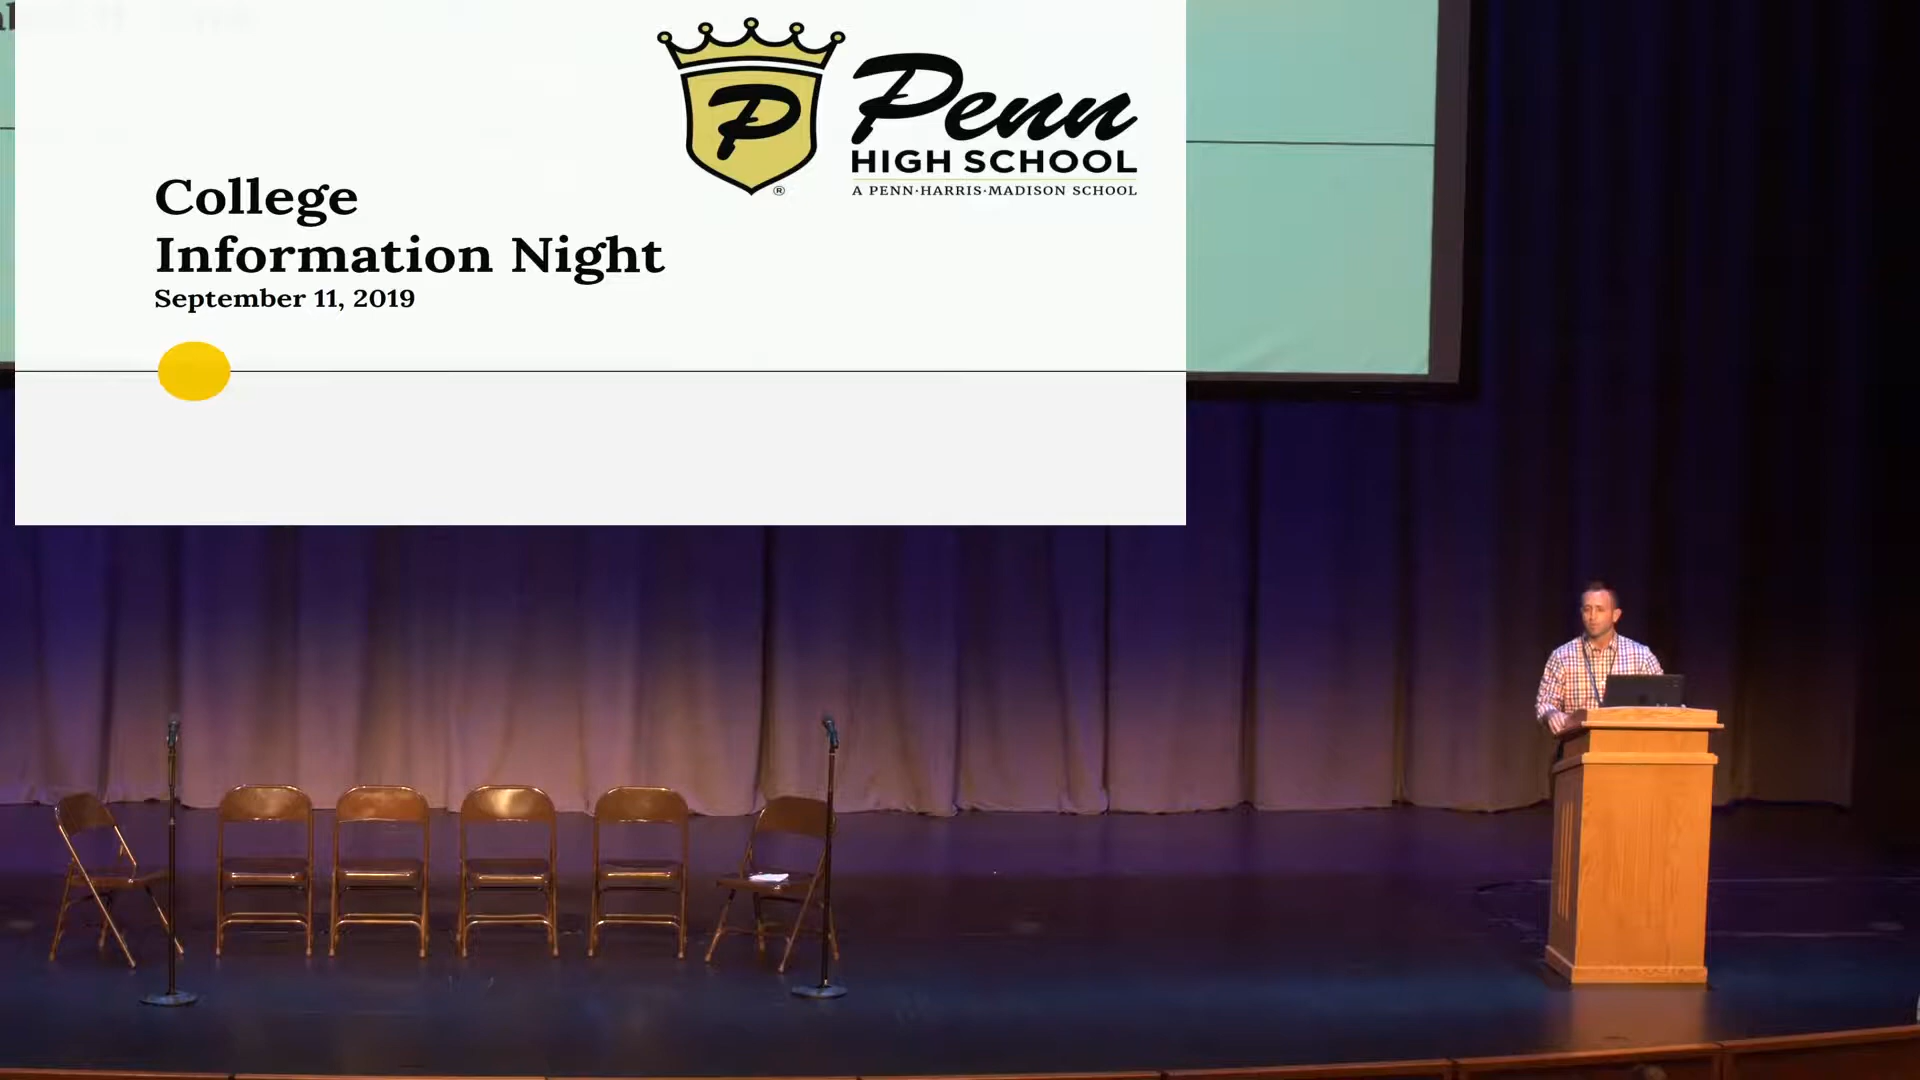 P
Penn
HIGH SCHOOL
®
A PENN·HARRIS·MADISON SCHOOL
College
Information Night
September 11, 2019